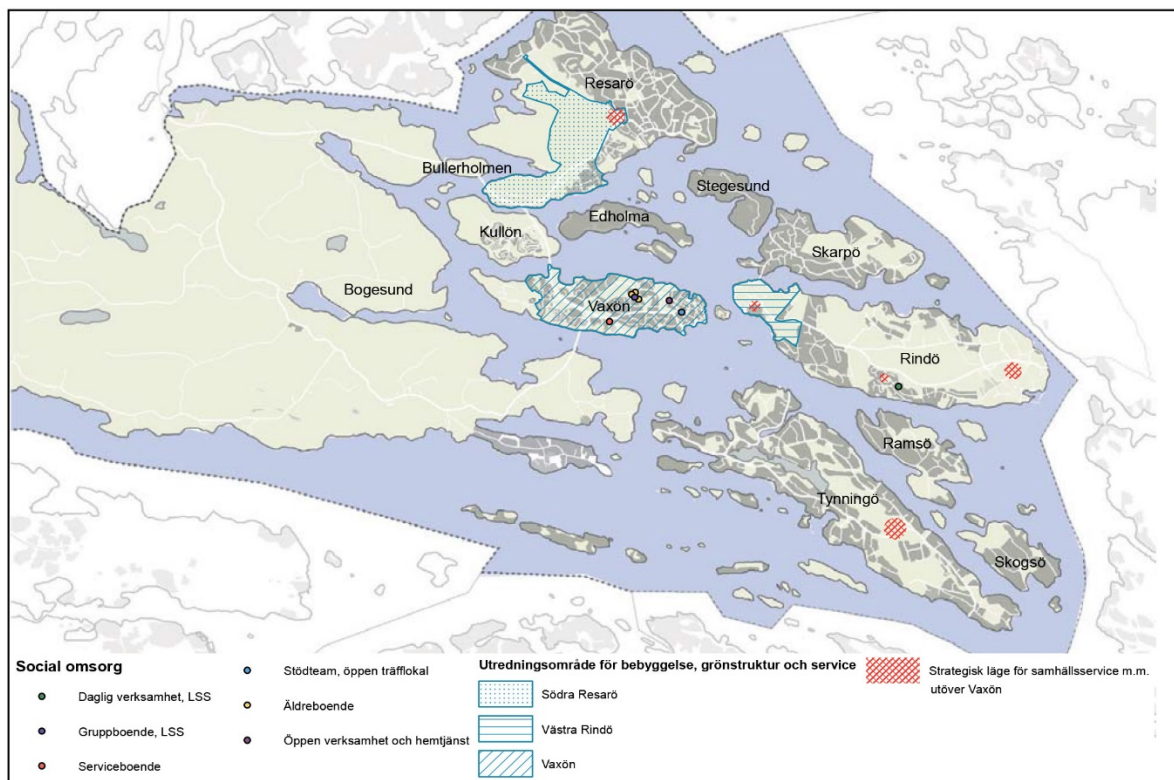 Resarö
Bullerholmen
Stegesund
Edholma
Kullön
Skarpö
Bogesund
Vaxön
Rindö
Ramsö
Tynningö
Skogsö
Social omsorg
Daglig verksamhet, LSS
Gruppboende, LSS
Serviceboende
Stödteam, öppen träfflokal
Äldreboende
Öppen verksamhet och hemtjänst
Utredningsområde för bebyggelse, grönstruktur och service
Södra Resarö
Västra Rindö
Vaxön
Strategisk läge för samhällsservice m.m.
utöver Vaxön